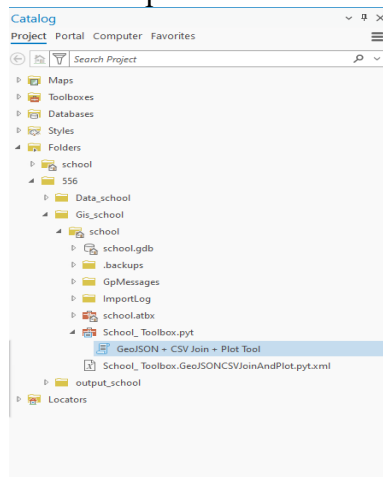 Catalog
Project Portal Computer Favorites
Search Project
Maps
Toolboxes
Databases
Styles
Folders
school
556
Data_school
Gis_school
school
school.gdb
.backups
GpMessages
ImportLog
school.atbx
School_ Toolbox.pyt
GeoJSON + CSV Join + Plot Tool
School_ Toolbox.GeoJSONCSVJoinAndPlot.pyt.xml
output_school
Locators